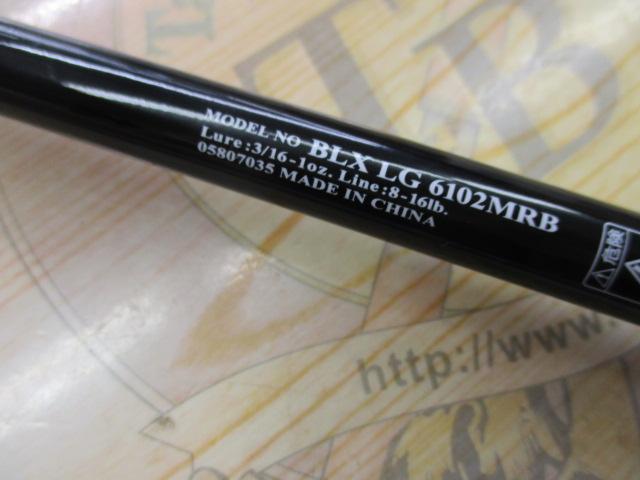 TB
MODEL NO BLX LG 6102MRB
Lure:3/16-1oz. Line:8-16lb.
05807035 MADE IN CHINA
危険
http://www.